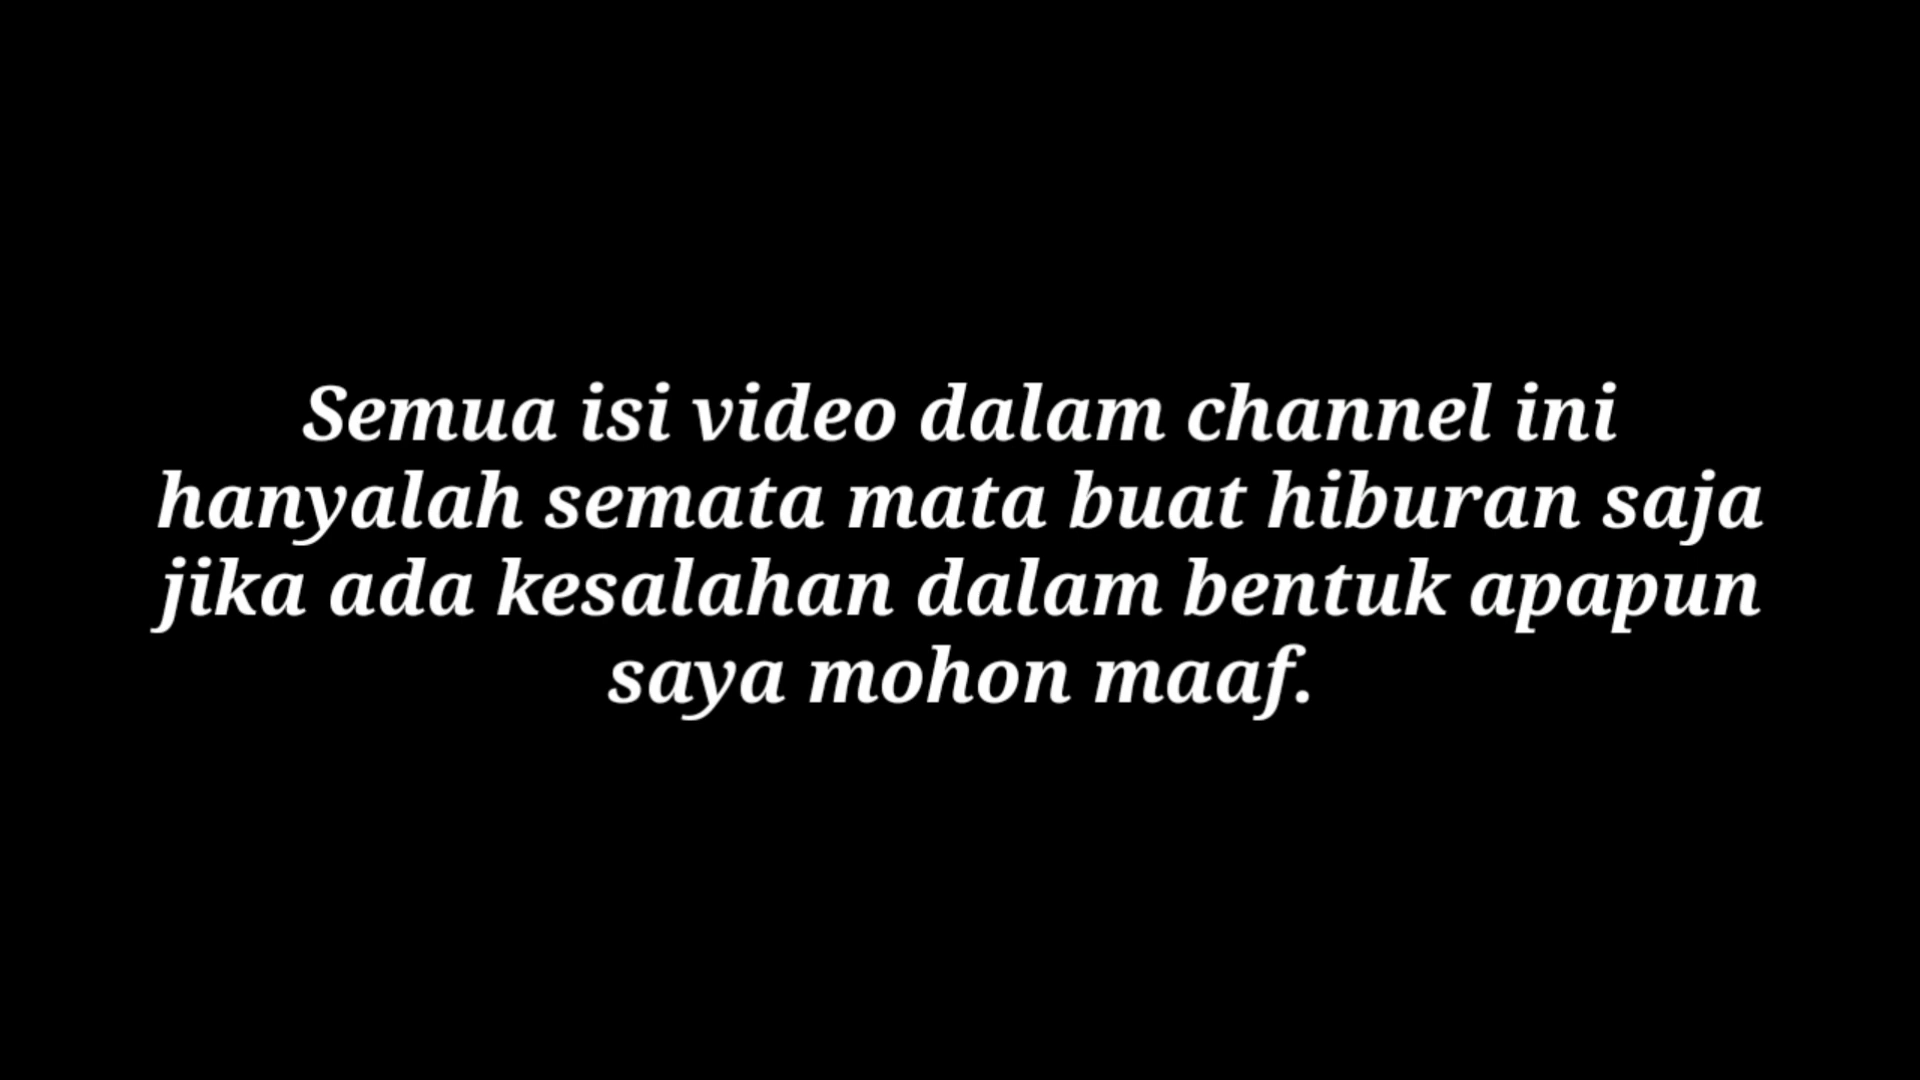 Semua isi video dalam channel ini
hanyalah semata mata buat hiburan saja
jika ada kesalahan dalam bentuk apapun
saya mohon maaf.